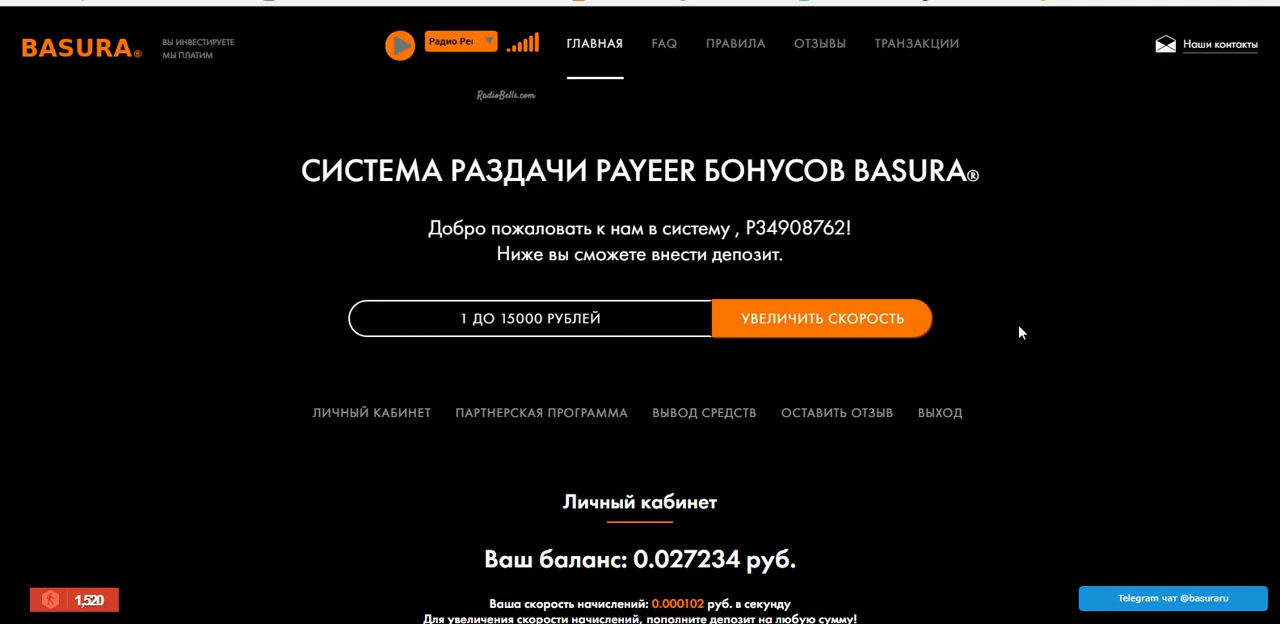 BASURA®
ВЫ ИНВЕСТИРУЕТЕ
МЫ ПЛАТИМ
Радио Рег
RadioBells.com
ГЛАВНАЯ
FAQ
ПРАВИЛА
ОТЗЫВЫ
ТРАНЗАКЦИИ
Наши контакты
СИСТЕМА РАЗДАЧИ PAYEER БОНУСОВ BASURA®
Добро пожаловать к нам в систему , P34908762!
Ниже вы сможете внести депозит.
1 ДО 15000 РУБЛЕЙ
УВЕЛИЧИТЬ СКОРОСТЬ
ЛИЧНЫЙ КАБИНЕТ
ПАРТНЕРСКАЯ ПРОГРАММА
ВЫВОД СРЕДСТВ
ОСТАВИТЬ ОТЗЫВ
ВЫХОД
Личный кабинет
Ваш баланс: 0.027234 руб.
Ваша скорость начислений: 0.000102 руб. в секунду
Для увеличения скорости начислений, пополните депозит на любую сумму!
1,520
Telegram чат @basuraru